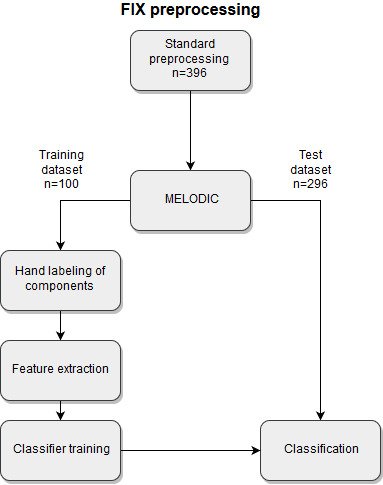 FIX preprocessing
Standard
preprocessing
n=396
Training
dataset
n=100
Test
dataset
n=296
MELODIC
Hand labeling of
components
Feature extraction
Classifier training
Classification